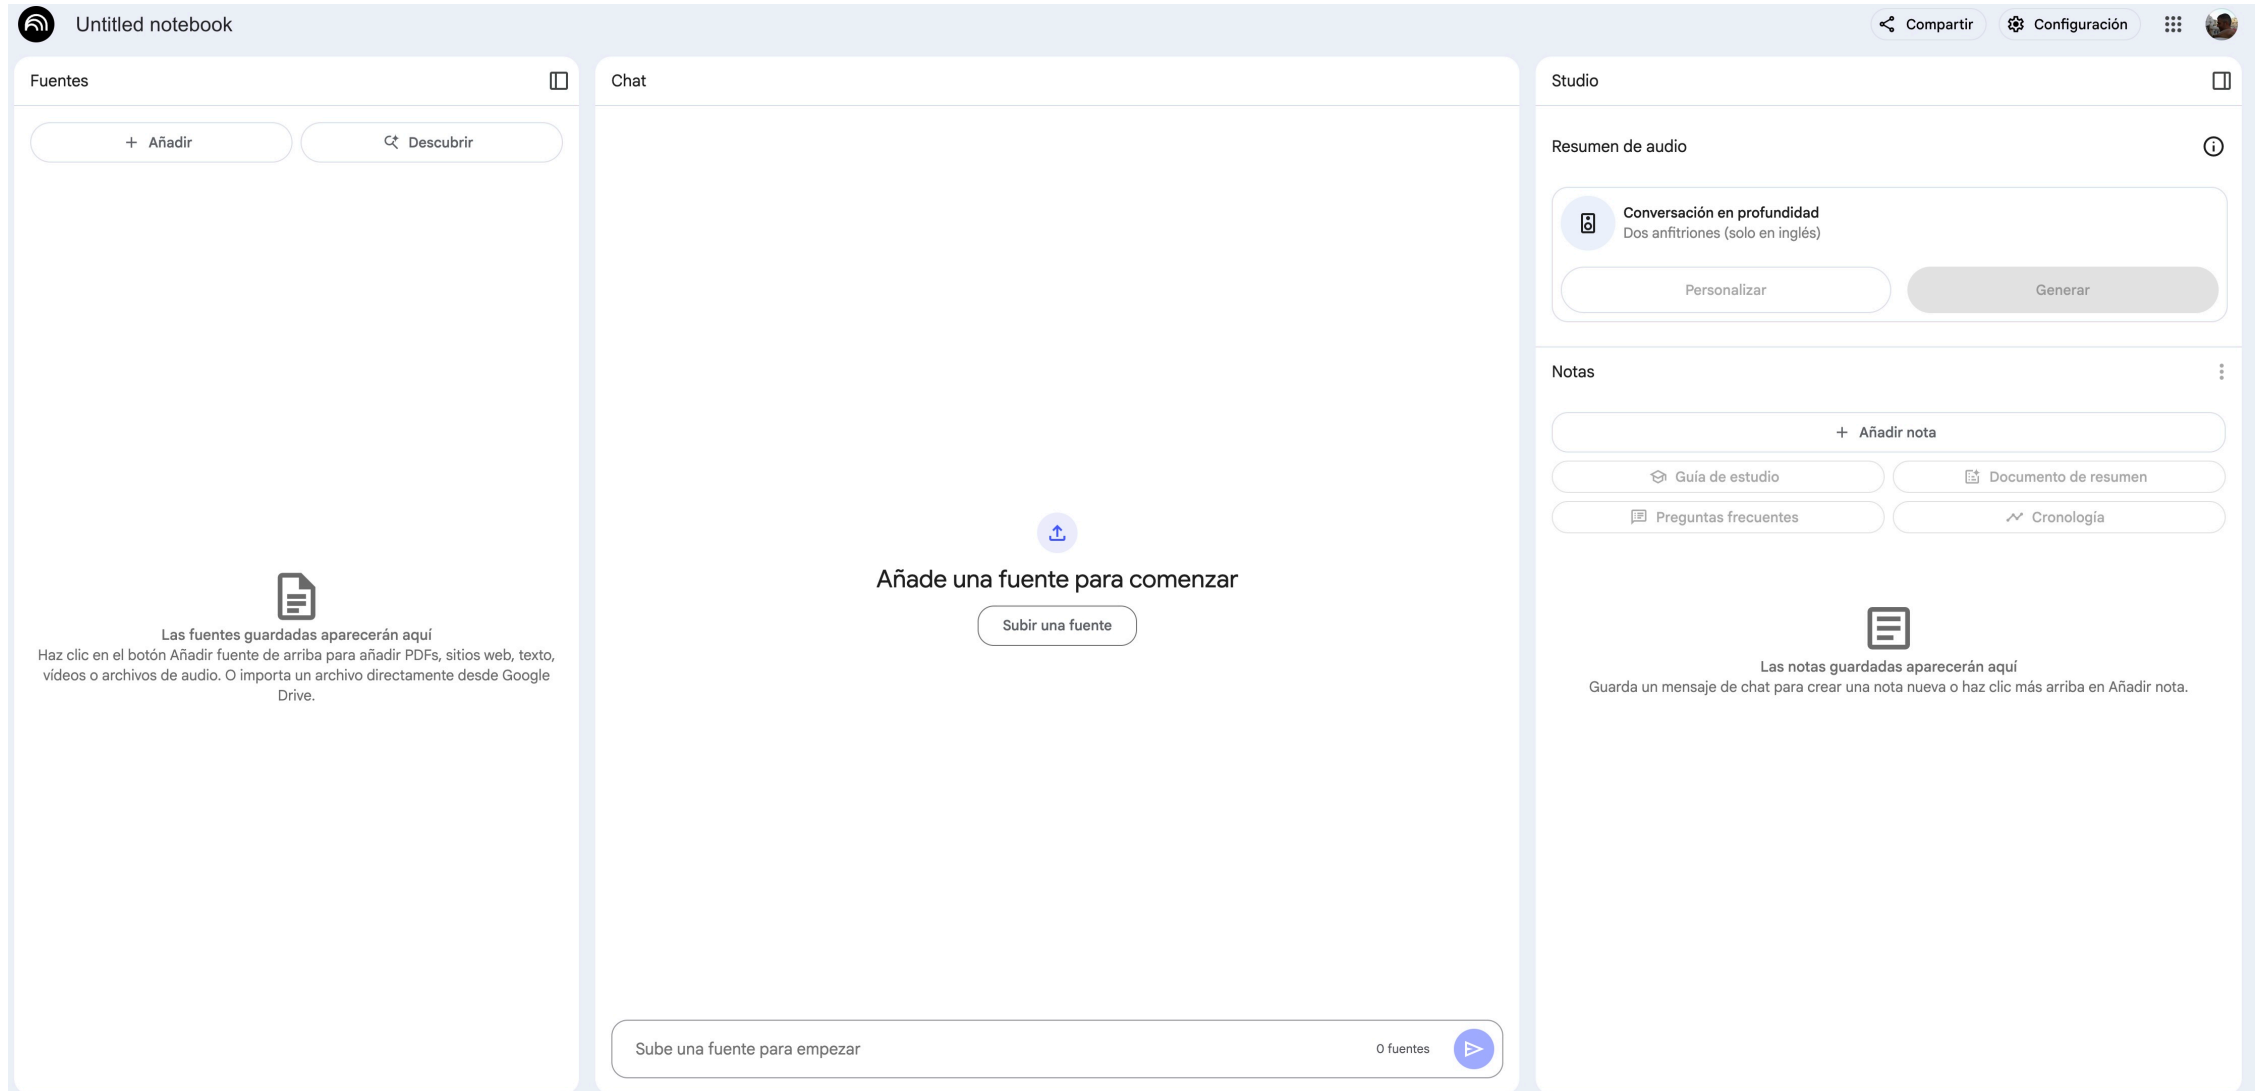 Untitled notebook
Compartir
Configuración
Fuentes
Añadir
Descubrir
Las fuentes guardadas aparecerán aquí
Haz clic en el botón Añadir fuente de arriba para añadir PDFs, sitios web, texto,
vídeos o archivos de audio. O importa un archivo directamente desde Google
Drive.
Chat
Añade una fuente para comenzar
Subir una fuente
Sube una fuente para empezar
0 fuentes
Studio
Resumen de audio
Conversación en profundidad
Dos anfitriones (solo en inglés)
Personalizar
Generar
Notas
Añadir nota
Guía de estudio
Documento de resumen
Preguntas frecuentes
Cronología
Las notas guardadas aparecerán aquí
Guarda un mensaje de chat para crear una nota nueva o haz clic más arriba en Añadir nota.